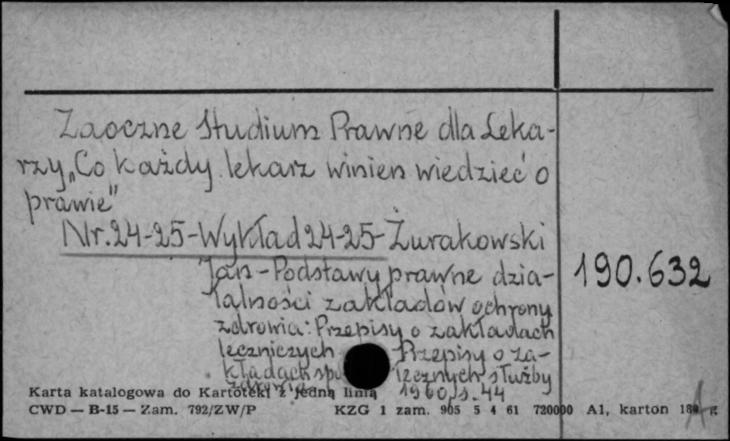 Zaoczne Studium Prawne dla Leka-
rzy „Co każdy lekarz winien wiedzieć o
prawie"
Nr. 24-25-Wykład 24-25-Żurakowski
Jan-Podstawy prawne dzia-
łalności zakładów ochrony
190.632
zdrowia: Przepisy o zakładach
leczniczych Przepisy o za-
kładach służby
zdrowia 1960, s. 44
Karta katalogowa do Kartoteki z jedną linią
CWD — B-15 — Zam. 792/ZW/P KZG 1 zam. 905 5 4 61 720000 A1, karton g